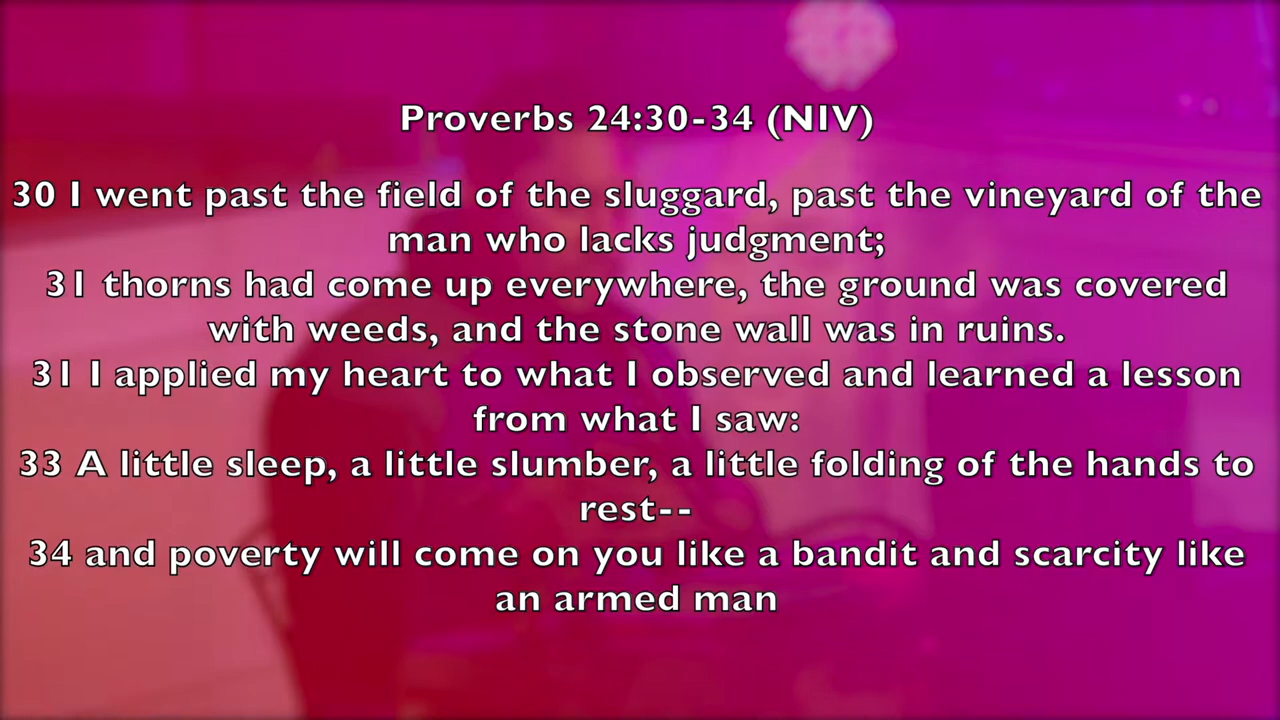 Proverbs 24:30-34 (NIV)
30 I went past the field of the sluggard, past the vineyard of the
man who lacks judgment;
31 thorns had come up everywhere, the ground was covered
with weeds, and the stone wall was in ruins.
31 I applied my heart to what I observed and learned a lesson
from what I saw:
33 A little sleep, a little slumber, a little folding of the hands to
rest--
34 and poverty will come on you like a bandit and scarcity like
an armed man